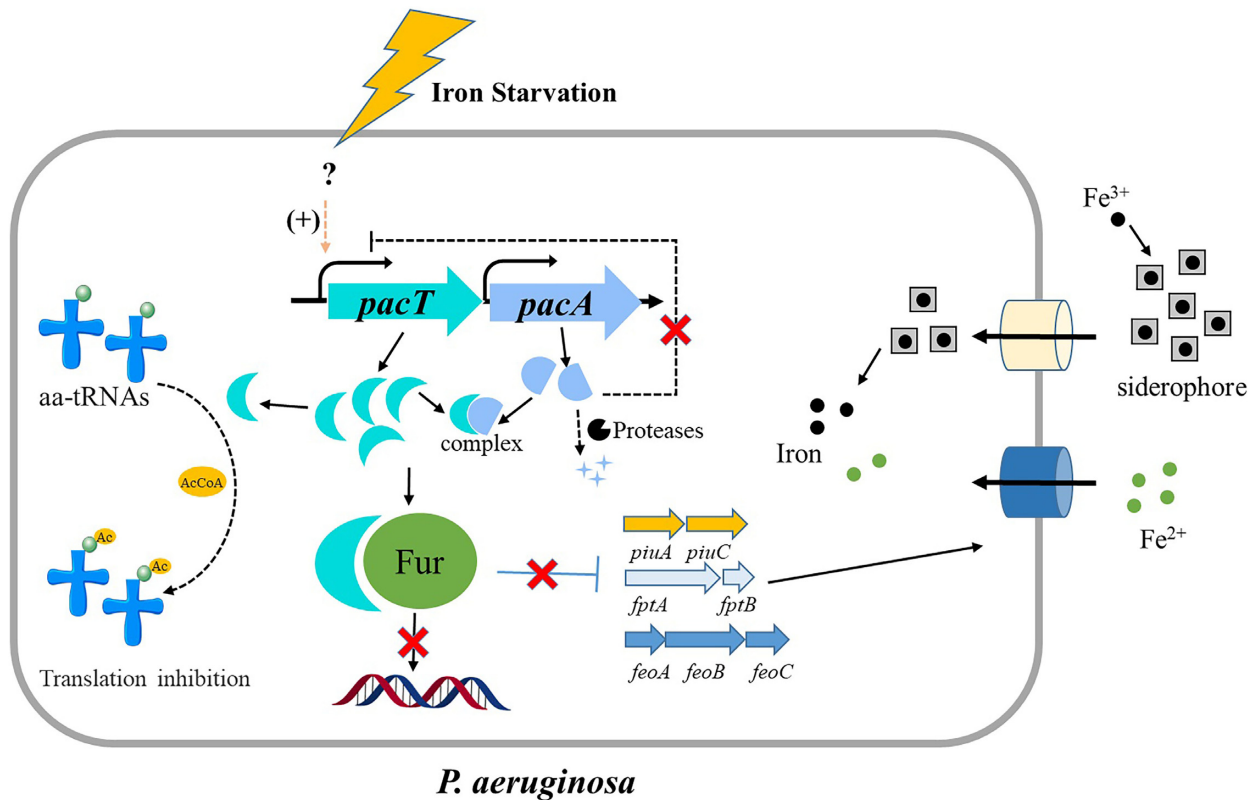 Iron Starvation
?
(+)
pacT
pacA
Fe3+
siderophore
Iron
Fe2+
aa-tRNAs
AcCoA
Ac
Ac
Translation inhibition
complex
Proteases
Fur
piuA
piuC
fptA
fptB
feoA
feoB
feoC
P. aeruginosa